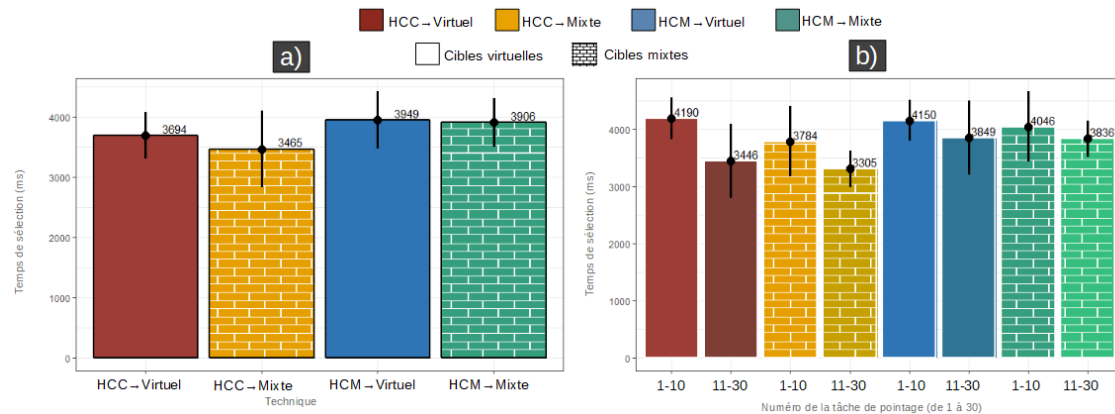 HCC→Virtuel HCC→Mixte HCM→Virtuel HCM→Mixte
Cibles virtuelles Cibles mixtes
a)
Temps de sélection (ms)
4000
3000
2000
1000
0
3694
3465
3949
3906
HCC→Virtuel HCC→Mixte HCM→Virtuel HCM→Mixte
Technique
b)
Temps de sélection (ms)
4000
3000
2000
1000
0
4190
3446
3784
3305
4150
3849
4046
3836
1-10 11-30 1-10 11-30 1-10 11-30 1-10 11-30
Numéro de la tâche de pointage (de 1 à 30)